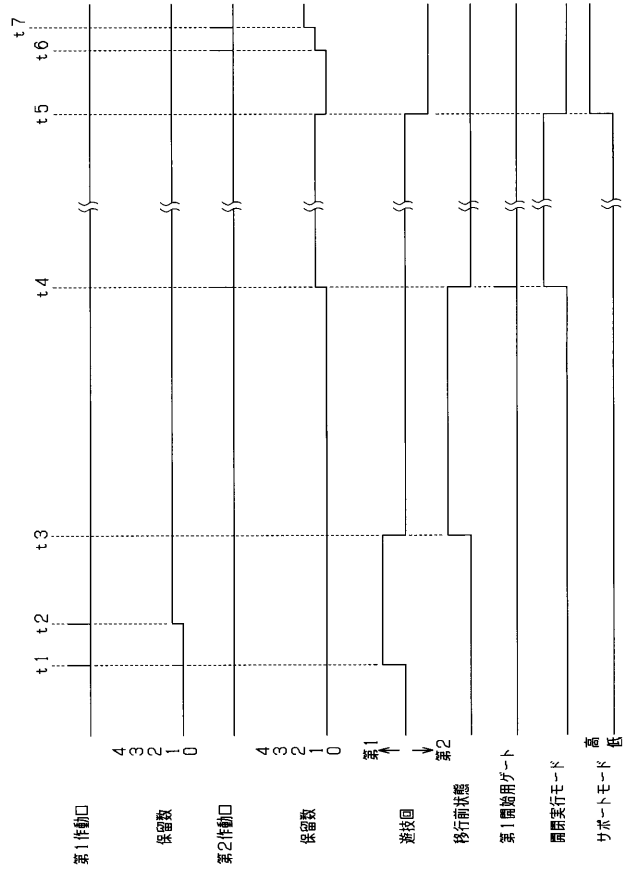 t1 t2 t3 t4 t5 t6 t7
第1作動口
保留数
4
3
2
1
0
第2作動口
保留数
4
3
2
1
0
遊技回
第1
第2
移行前状態
第1開始用ゲート
開閉実行モード
サポートモード
高
低